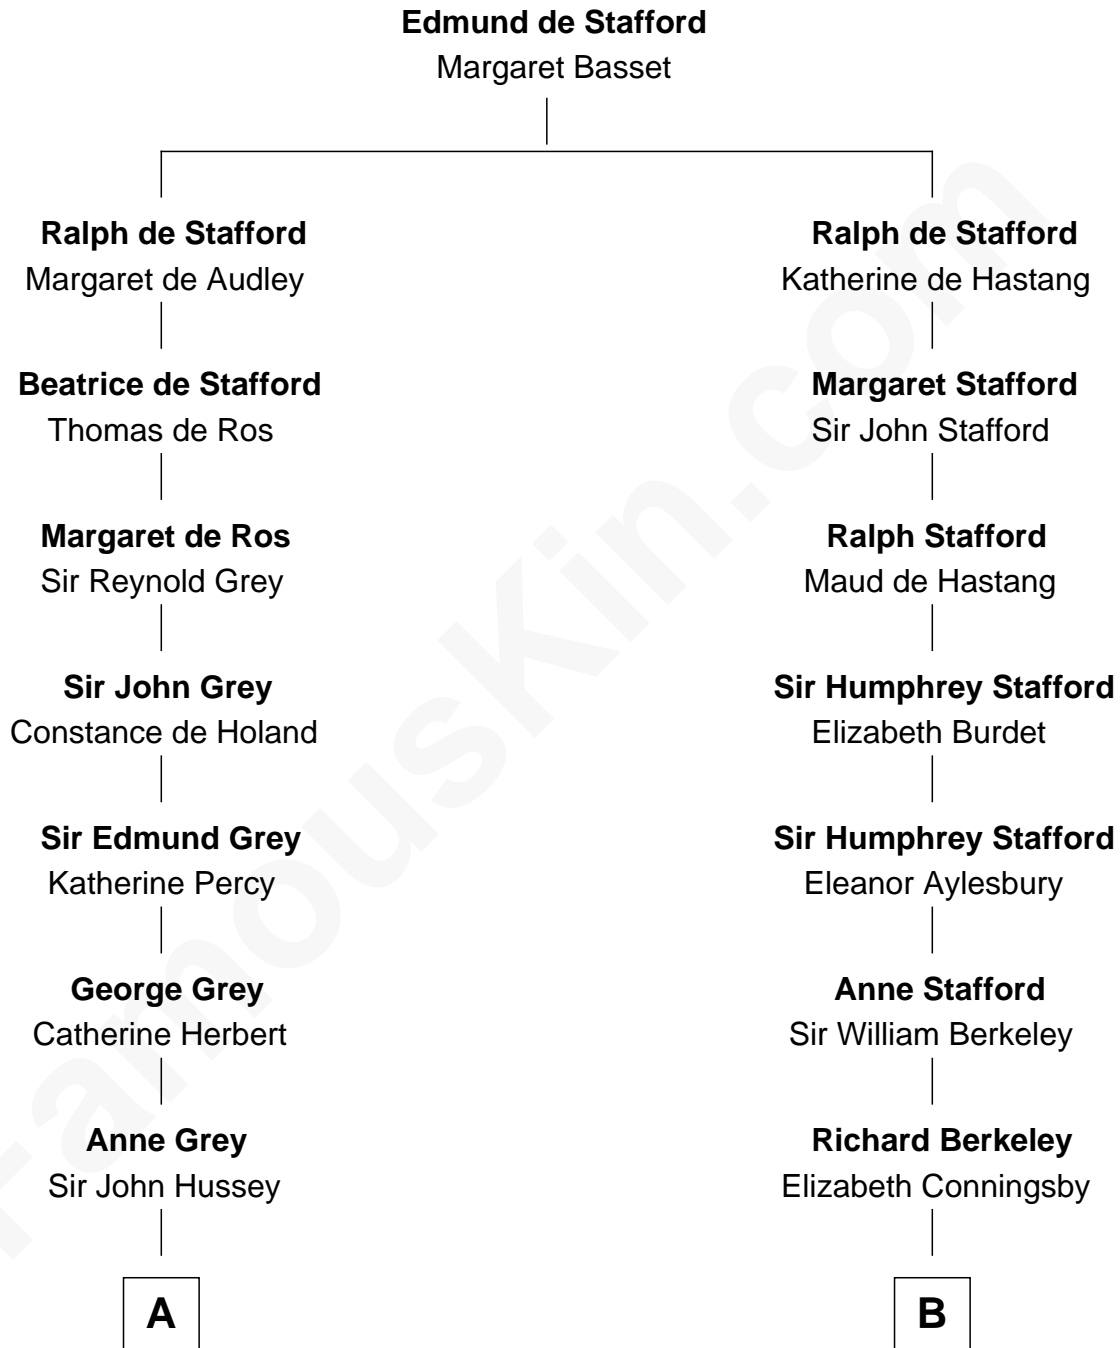 Edmund de Stafford
Margaret Basset
Ralph de Stafford
Margaret de Audley
Ralph de Stafford
Katherine de Hastang
Beatrice de Stafford
Thomas de Ros
Margaret Stafford
Sir John Stafford
Margaret de Ros
Sir Reynold Grey
Ralph Stafford
Maud de Hastang
Sir John Grey
Constance de Holand
Sir Humphrey Stafford
Elizabeth Burdet
Sir Edmund Grey
Katherine Percy
Sir Humphrey Stafford
Eleanor Aylesbury
George Grey
Catherine Herbert
Anne Stafford
Sir William Berkeley
Anne Grey
Sir John Hussey
Richard Berkeley
Elizabeth Conningsby
A
B
FamousKin.com